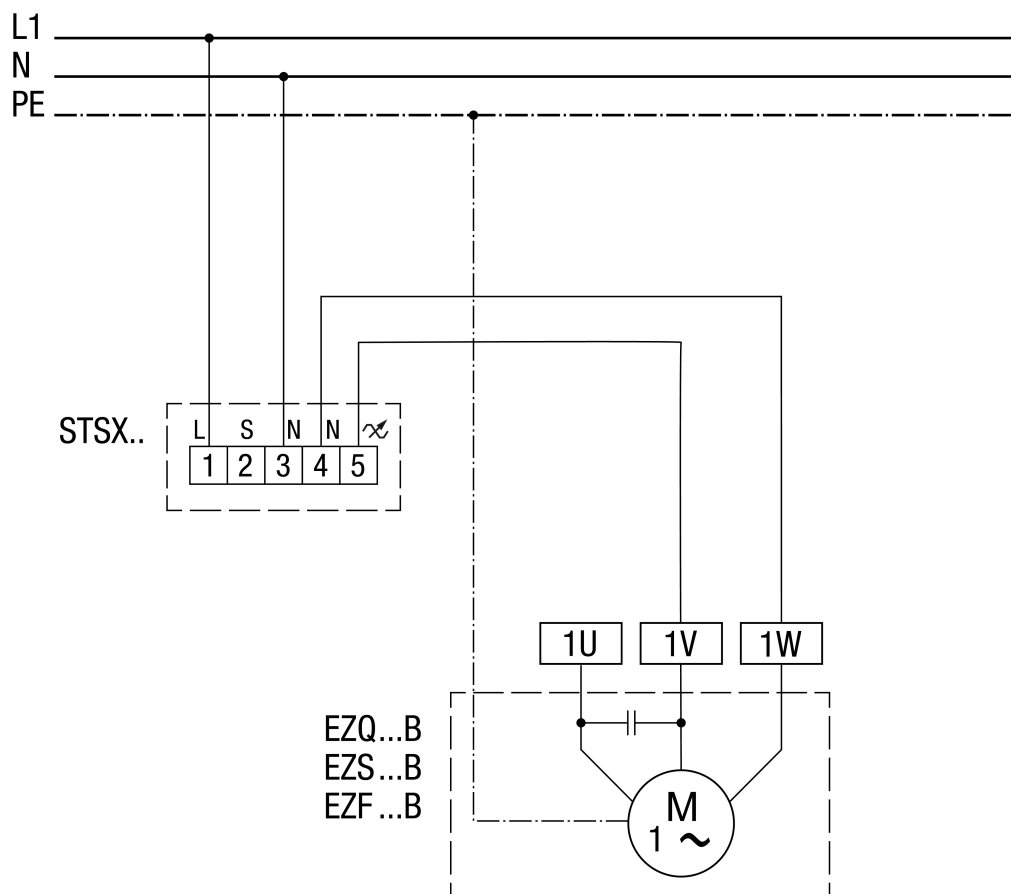 L1
N
PE
STSX..
L S N N
1 2 3 4 5
1U 1V 1W
EZQ...B
EZS...B
EZF...B
M
1 ~